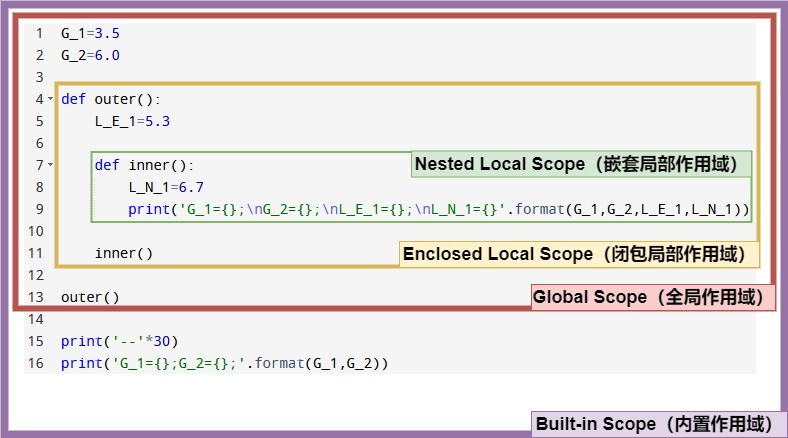 1 G_1=3.5
2 G_2=6.0
3
4 def outer():
5 L_E_1=5.3
6
7 def inner():
Nested Local Scope（嵌套局部作用域）
8 L_N_1=6.7
9 print('G_1={};\nG_2={};\nL_E_1={};\nL_N_1={}'.format(G_1,G_2,L_E_1,L_N_1))
10
11 inner()
Enclosed Local Scope（闭包局部作用域）
12
13 outer()
Global Scope（全局作用域）
14
15 print('--'*30)
16 print('G_1={};G_2={};'.format(G_1,G_2))
Built-in Scope（内置作用域）